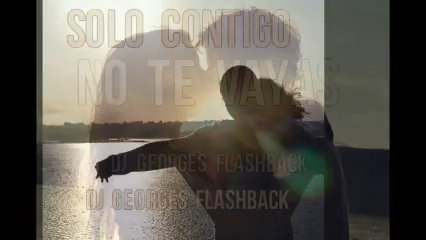 SOLO CONTIGO
NO TE VAYAS
DJ GEORGES FLASHBACK
DJ GEORGES FLASHBACK